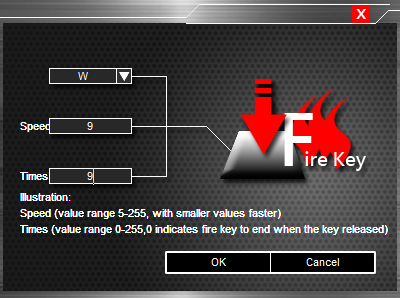 X
W
Speed 9
Fire Key
Times 9
Illustration:
Speed (value range 5-255, with smaller values faster)
Times (value range 0-255,0 indicates fire key to end when the key released)
OK Cancel